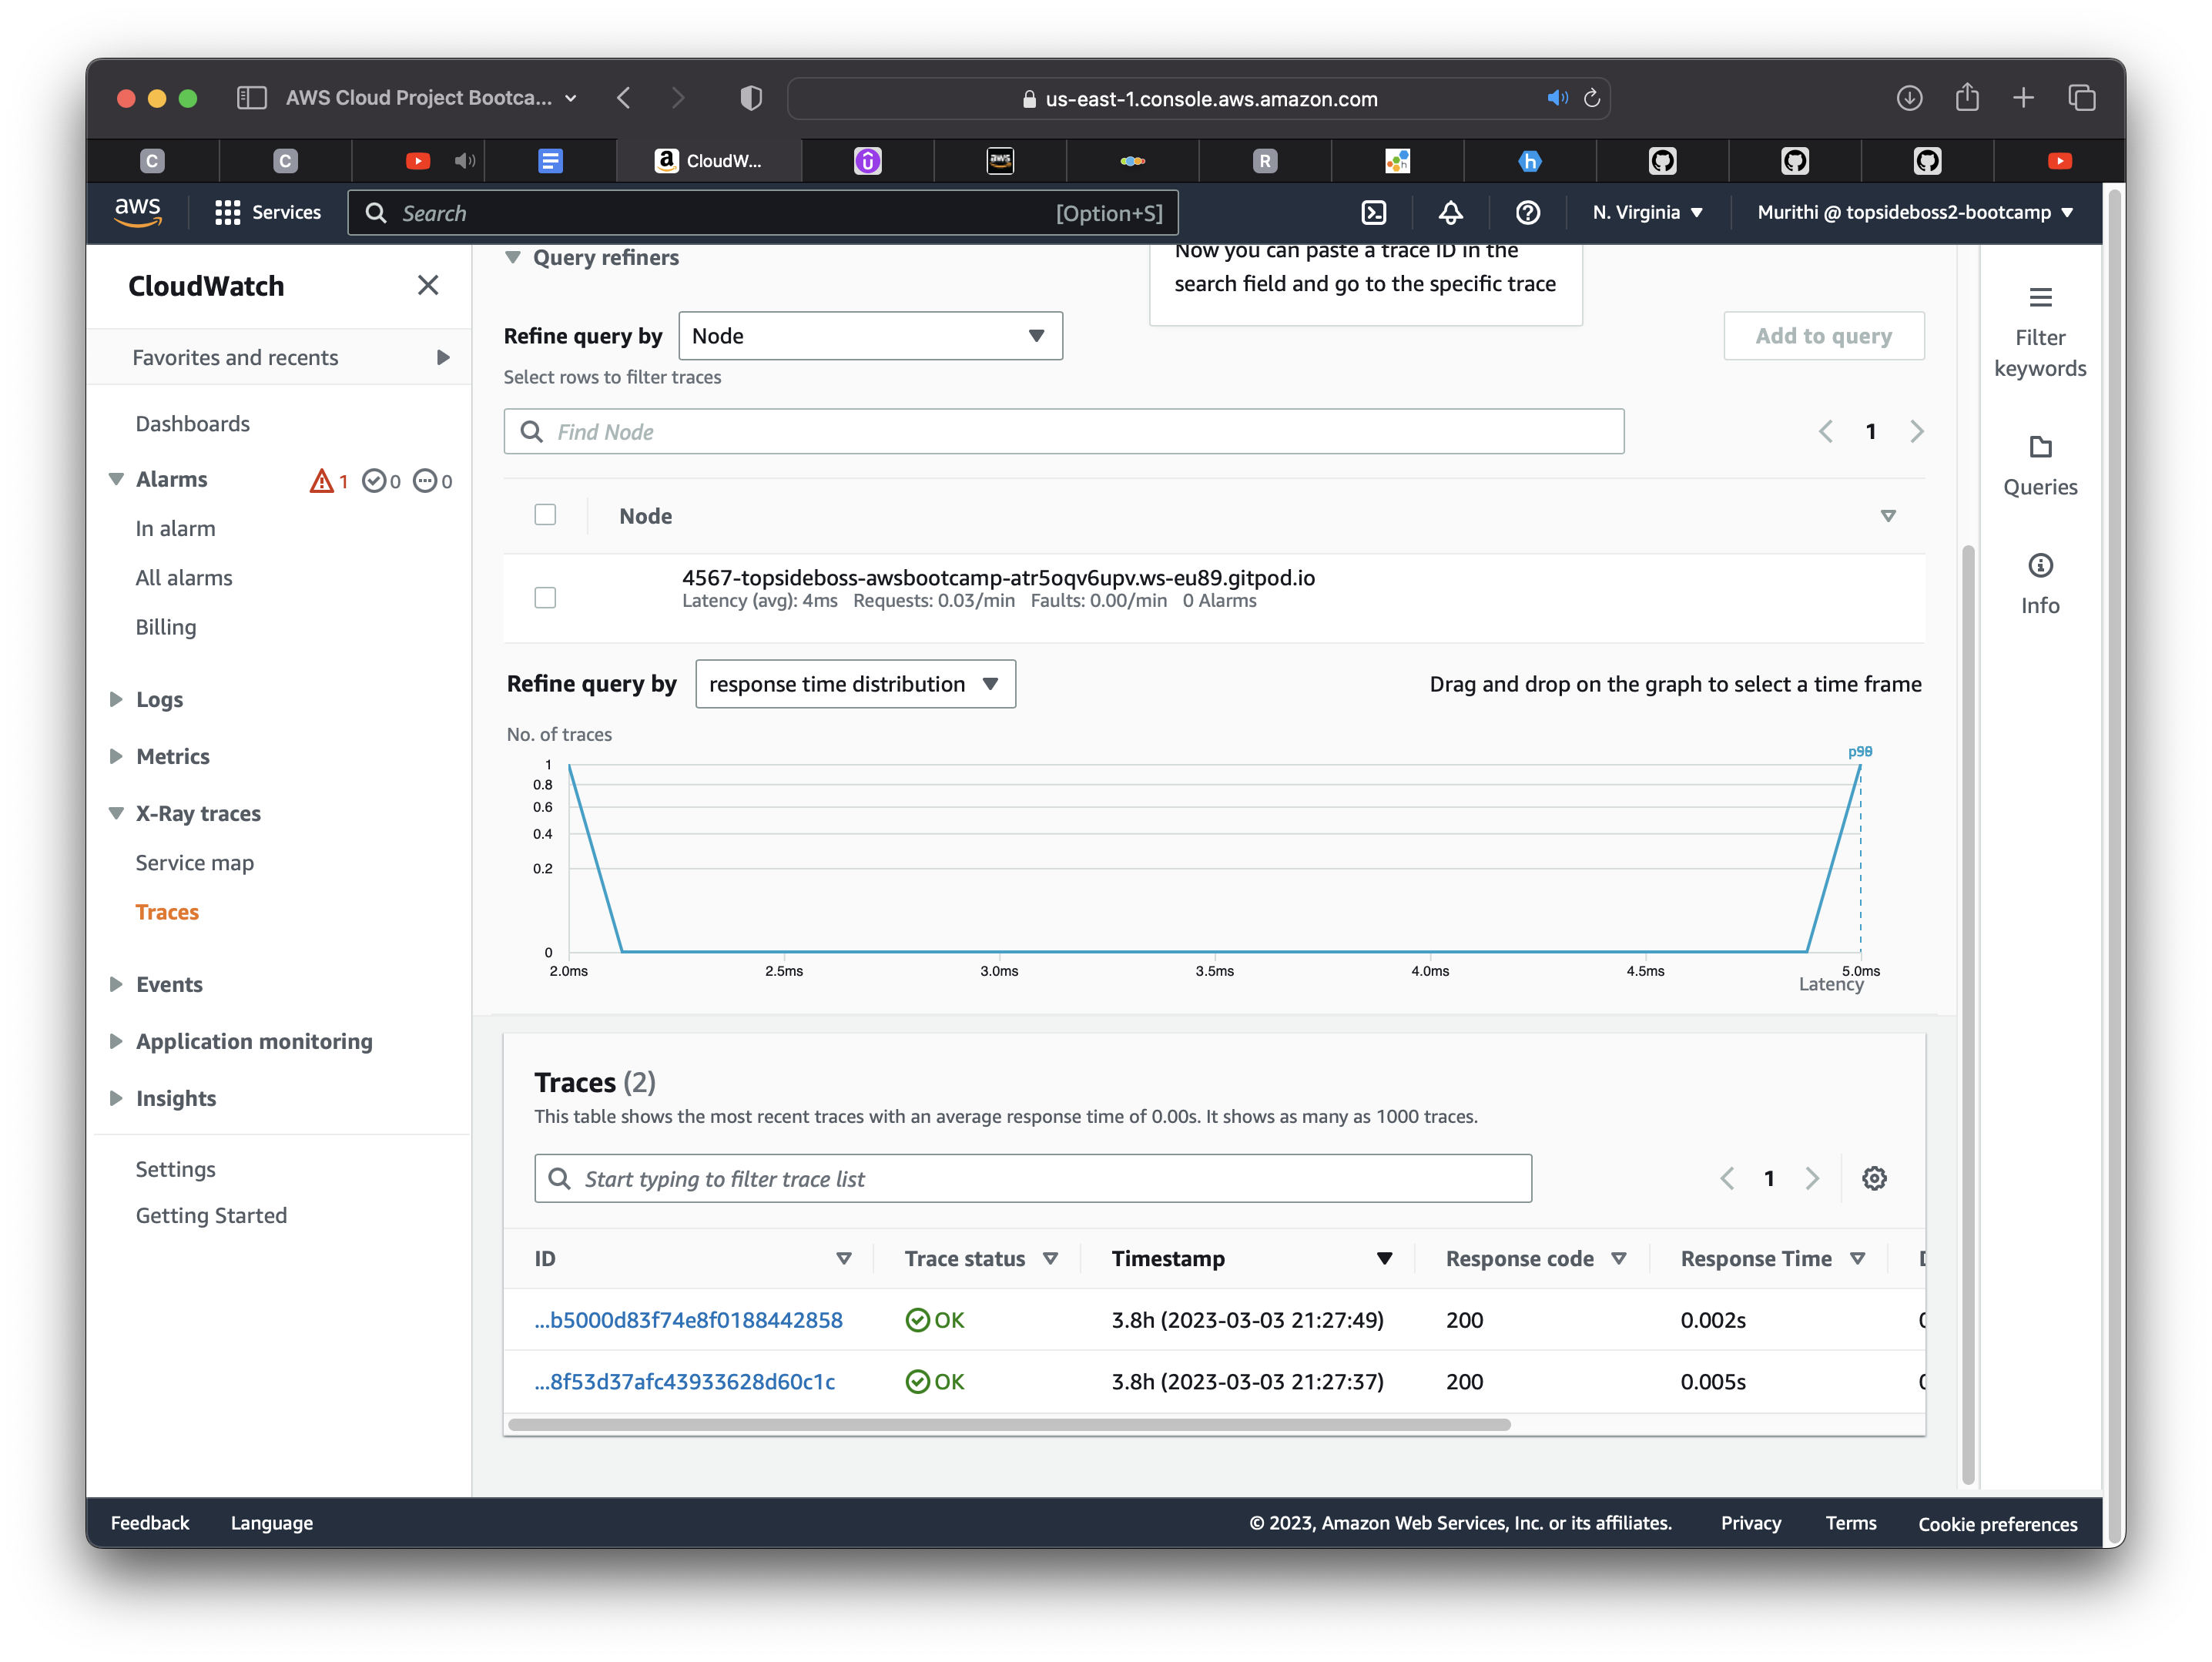 AWS Cloud Project Bootca...
us-east-1.console.aws.amazon.com
C
C
a CloudW...
aws
R
h
aws
Services
Search
[Option+S]
N. Virginia
Murithi @ topsideboss2-bootcamp
CloudWatch
Favorites and recents
Dashboards
Alarms 1 0 0
In alarm
All alarms
Billing
Logs
Metrics
X-Ray traces
Service map
Traces
Events
Application monitoring
Insights
Settings
Getting Started
Query refiners
Now you can paste a trace ID in the
search field and go to the specific trace
Refine query by Node
Add to query
Select rows to filter traces
Find Node
1
Node
4567-topsideboss-awsbootcamp-atr5oqv6upv.ws-eu89.gitpod.io
Latency (avg): 4ms Requests: 0.03/min Faults: 0.00/min 0 Alarms
Refine query by response time distribution
Drag and drop on the graph to select a time frame
No. of traces
1
0.8
0.6
0.4
0.2
0
2.0ms 2.5ms 3.0ms 3.5ms 4.0ms 4.5ms 5.0ms
Latency
Traces (2)
This table shows the most recent traces with an average response time of 0.00s. It shows as many as 1000 traces.
Start typing to filter trace list
1
ID Trace status Timestamp Response code Response Time
...b5000d83f74e8f0188442858 OK 3.8h (2023-03-03 21:27:49) 200 0.002s
...8f53d37afc43933628d60c1c OK 3.8h (2023-03-03 21:27:37) 200 0.005s
Filter
keywords
Queries
Info
Feedback
Language
© 2023, Amazon Web Services, Inc. or its affiliates.
Privacy
Terms
Cookie preferences